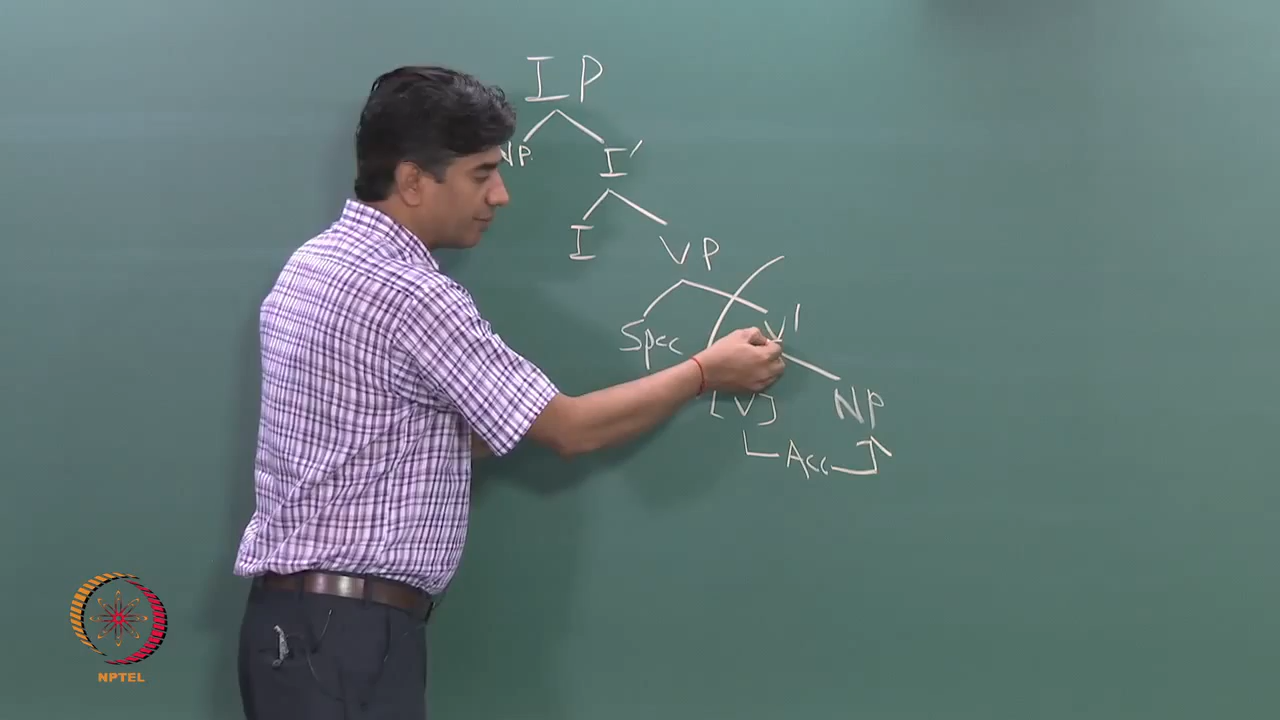 IP
NP I'
I VP
Spec V'
[V] NP
Acc
NPTEL